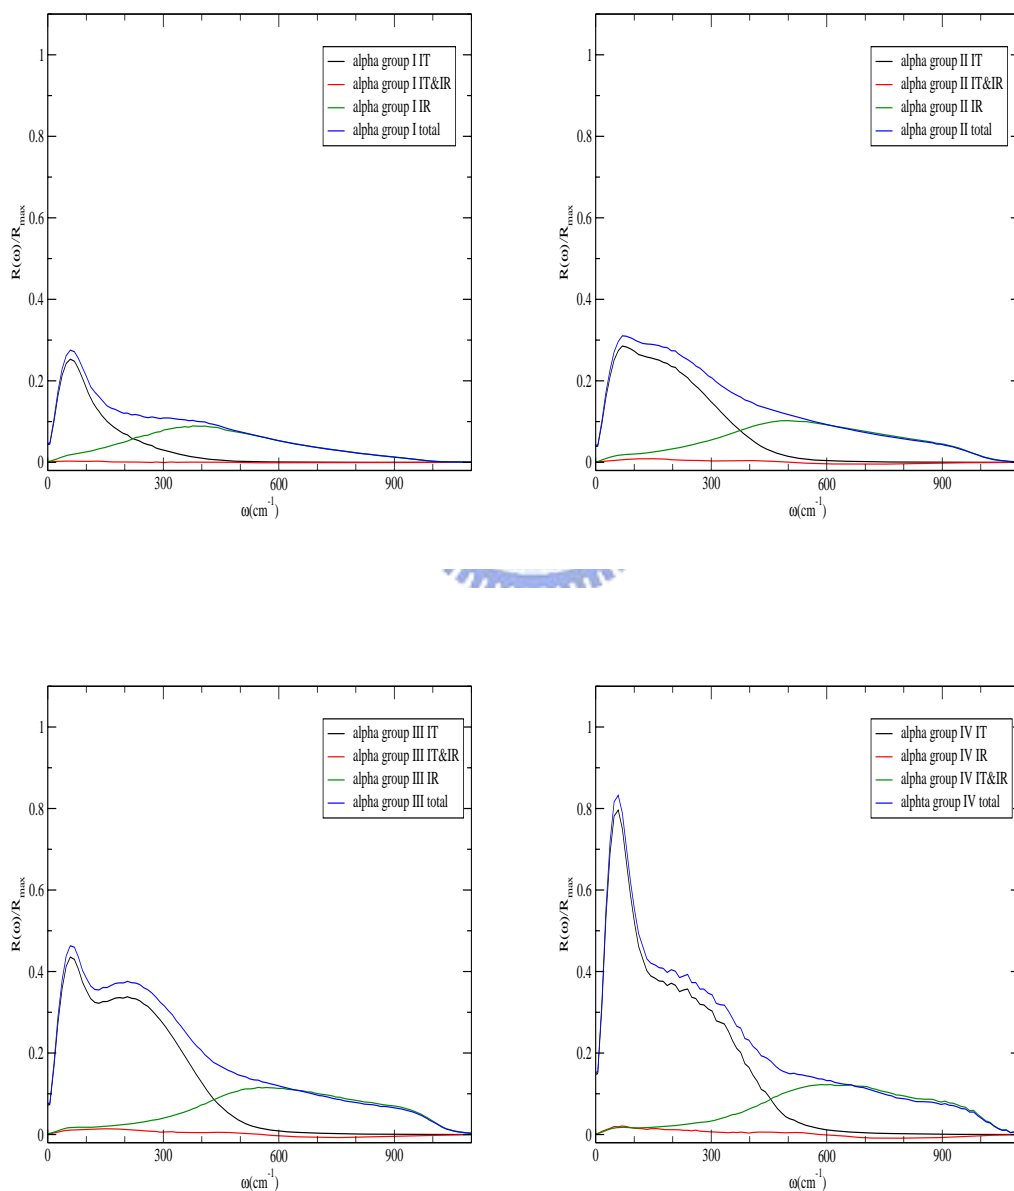 1
0.8
0.6
0.4
0.2
0
R(ω)/Rmax
alpha group I IT
alpha group I IT&IR
alpha group I IR
alpha group I total
0 300 600 900
ω(cm-1)
1
0.8
0.6
0.4
0.2
0
R(ω)/Rmax
alpha group II IT
alpha group II IT&IR
alpha group II IR
alpha group II total
0 300 600 900
ω(cm-1)
1
0.8
0.6
0.4
0.2
0
R(ω)/Rmax
alpha group III IT
alpha group III IT&IR
alpha group III IR
alpha group III total
0 300 600 900
ω(cm-1)
1
0.8
0.6
0.4
0.2
0
R(ω)/Rmax
alpha group IV IT
alpha group IV IR
alpha group IV IT&IR
alphta group IV total
0 300 600 900
ω(cm-1)